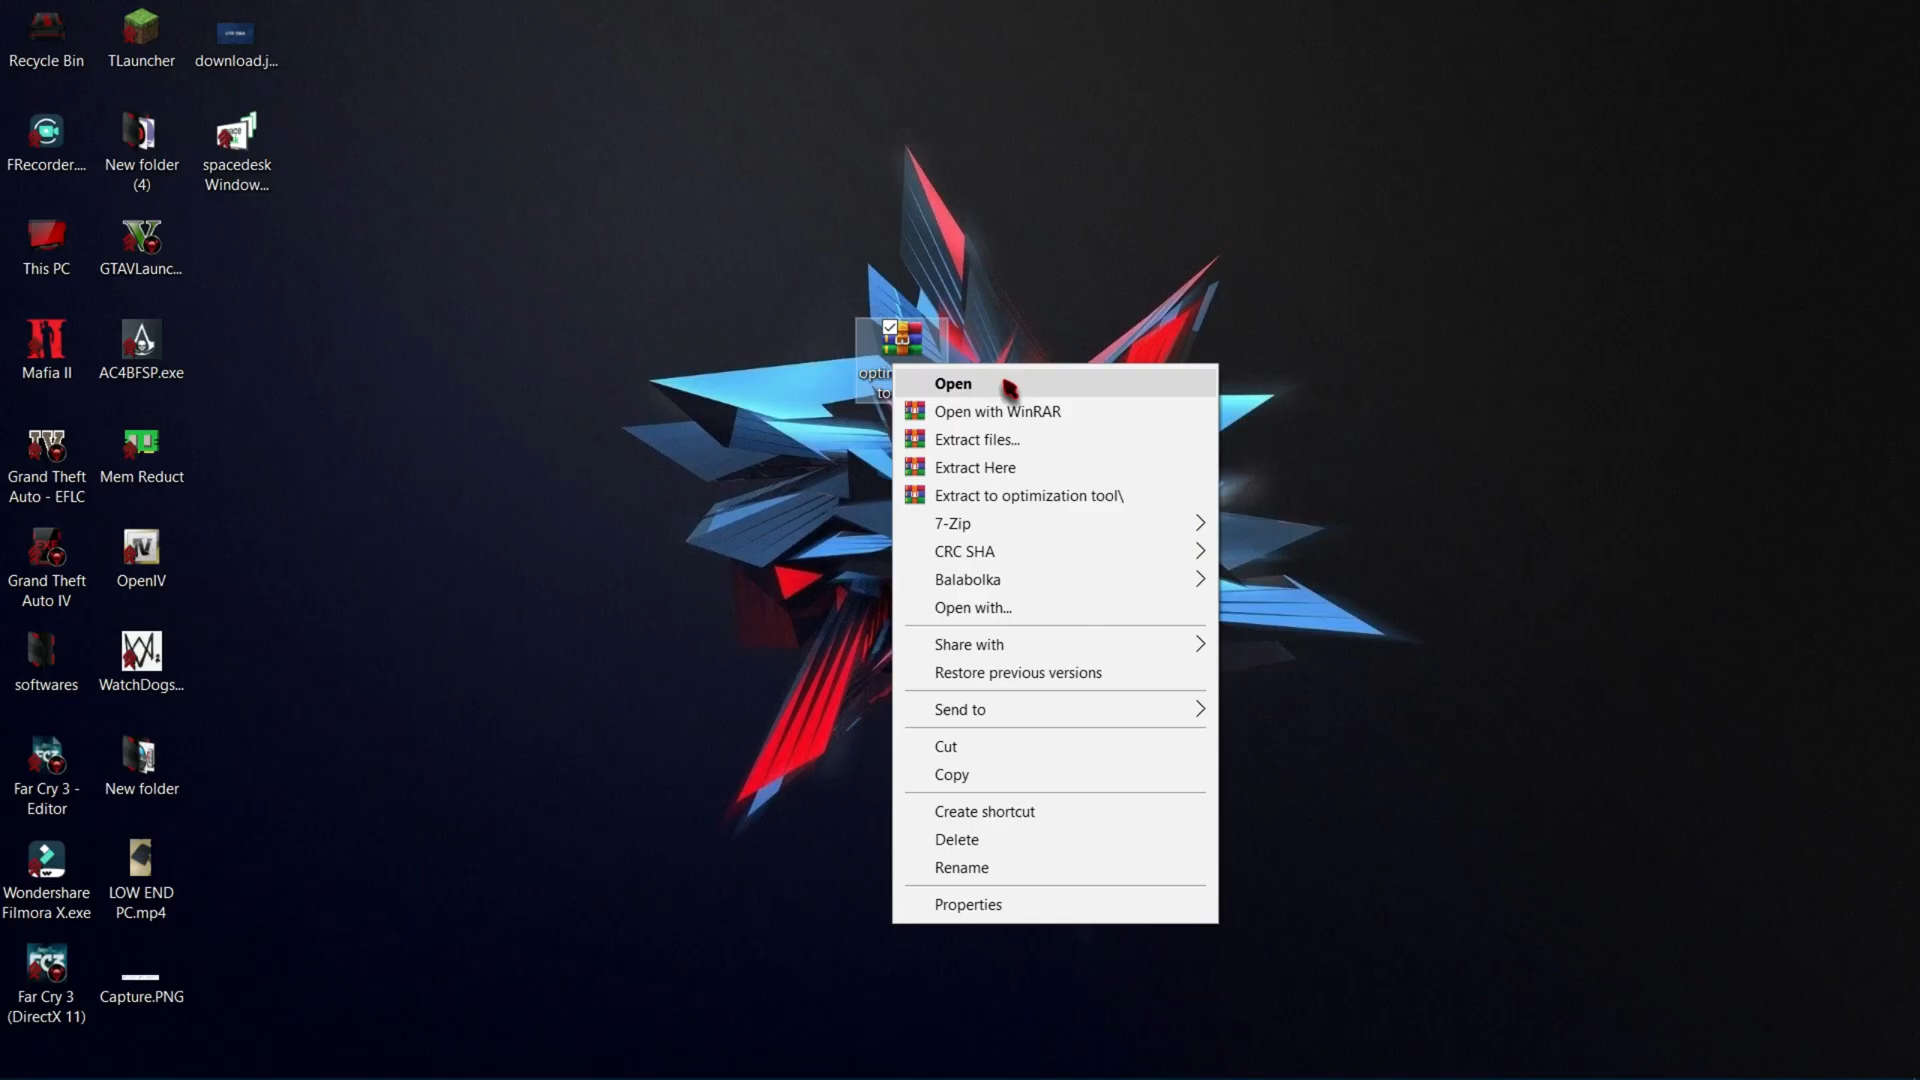 Recycle Bin
TLauncher
download.j...
FRecorder....
New folder
(4)
spacedesk
Window...
This PC
GTAVLaunc...
Mafia II
AC4BFSP.exe
Grand Theft
Auto - EFLC
Mem Reduct
Grand Theft
Auto IV
OpenIV
softwares
WatchDogs...
Far Cry 3 -
Editor
New folder
Wondershare
Filmora X.exe
LOW END
PC.mp4
Far Cry 3
(DirectX 11)
Capture.PNG
Open
Open with WinRAR
Extract files...
Extract Here
Extract to optimization tool\
7-Zip
CRC SHA
Balabolka
Open with...
Share with
Restore previous versions
Send to
Cut
Copy
Create shortcut
Delete
Rename
Properties